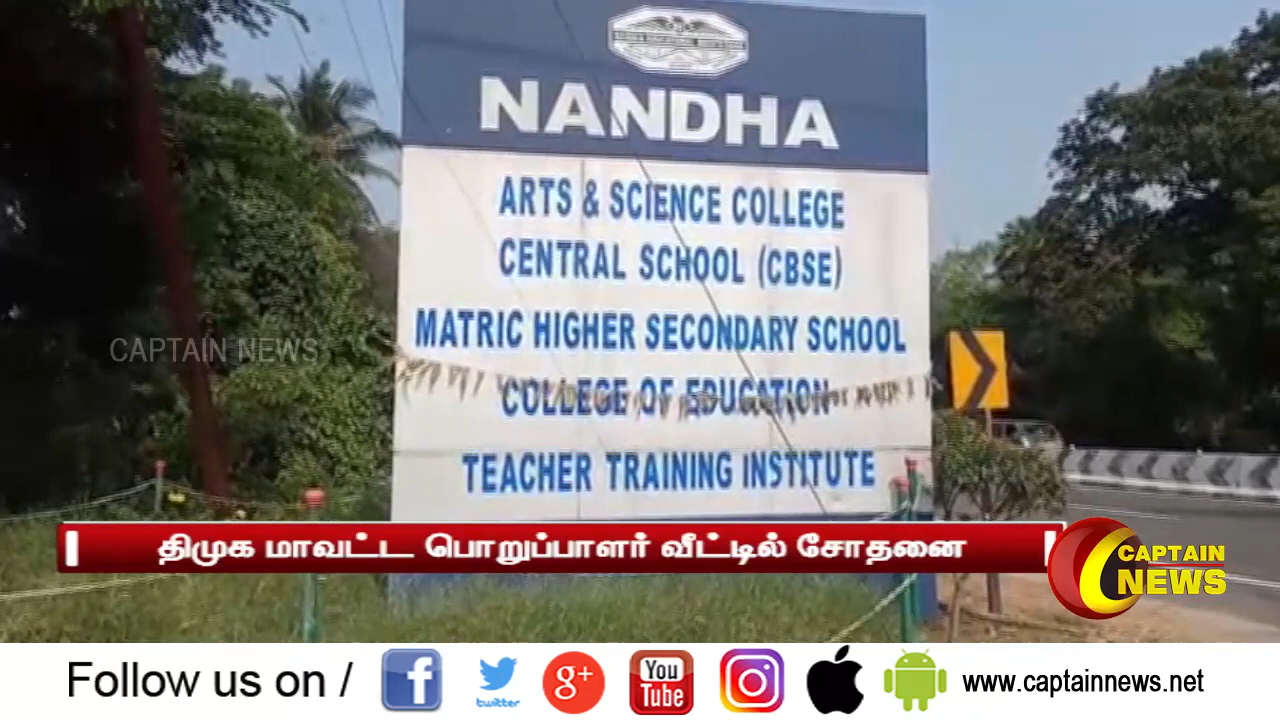 NANDHA
ARTS & SCIENCE COLLEGE
CENTRAL SCHOOL (CBSE)
MATRIC HIGHER SECONDARY SCHOOL
COLLEGE OF EDUCATION
TEACHER TRAINING INSTITUTE
CAPTAIN NEWS
திமுக மாவட்ட பொறுப்பாளர் வீட்டில் சோதனை
CAPTAIN
NEWS
Follow us on /
f
twitter
g+
You
Tube
www.captainnews.net